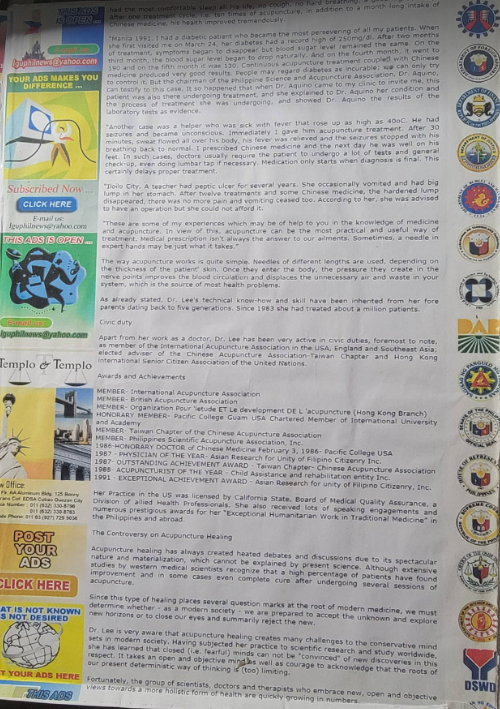 had the most comfortable sleep all
After one treatment cycle, i.e. ten times of acupuncture, in addition to a month-long intake of
Chinese medicine, his health improved tremendously.
"Manila 1991. I had a diabetic patient who became the most persevering of all my patients. When
she first visited me on March 24, her diabetes had a record high of 250mg/dl. After two months
of treatment, symptoms began to disappear but blood sugar level remained the same. On the
third month, the blood sugar level began to drop naturally. And on the fourth month, it went to
190 and on the fifth month it was 130. Continuous acupuncture treatment coupled with Chinese
medicine produced very good results. People may regard diabetes as incurable, we can only try
to control it. But the chairman of the Philippine Science and Acupuncture Association, Dr. Aquino,
can testify to this case. It so happened that when Dr. Aquino came to my clinic to invite me, this
patient was also there undergoing treatment, and she explained to Dr. Aquino her condition and
the process of treatment she was undergoing, and showed Dr. Aquino the results of the
laboratory tests as evidence.
"Another case was a helper who was sick with fever that rose up as high as 40oC. He had
seizures and became unconcious. Immediately I gave him acupuncture treatment. After 30
minutes, sweat flowed all over his body, his fever was relieved and the seizures stopped with his
breathing back to normal. I prescribed Chinese medicine and the next day he was well on his
feet. In such cases, doctors usually require the patient to undergo a lot of tests and general
check-up, even doing lumbar tap if necessary. Medication only starts when diagnosis is final. This
certainly delays proper treatment.
"Iloilo City. A teacher had peptic ulcer for several years. She occasionally vomited and had big
lump in her stomach. After twelve treatments and some Chinese medicine, the hardened lump
disappeared, there was no more pain and vomiting ceased too. According to her, she was advised
to have an operation but she could not afford it.
"These are some of my experiences which may be of help to you in the knowledge of medicine
and acupuncture. In view of this, acupuncture can be the most practical and useful way of
treatment. Medical prescription isn't always the answer to our ailments. Sometimes, a needle in
expert hands may be just what it takes."
The way acupuncture works is quite simple. Needles of different lengths are used, depending on
the thickness of the patient' skin. Once they enter the body, the pressure they create in the
nerve points improves the blood circulation and displaces the unnecessary air and waste in your
system, which is the source of most health problems.
As already stated, Dr. Lee's technical know-how and skill have been inherited from her fore
parents dating back to five generations. Since 1983 she had treated about a million patients.
Civic duty
Apart from her work as a doctor, Dr. Lee has been very active in civic duties, foremost to note,
as member of the International Acupuncture Association in the USA, England and Southeast Asia,
elected adviser of the Chinese Acupuncture Association-Taiwan Chapter and Hong Kong
international Senior Citizen Association of the United Nations.
Awards and Achievements
MEMBER- International Acupuncture Association
MEMBER- British Acupuncture Association
MEMBER- Organization Pour 'letude ET Le development DE L 'acupuncture (Hong Kong Branch)
HONORARY MEMBER- Pacific College Guam USA Chartered Member of International University
and Academy
MEMBER- Taiwan Chapter of the Chinese Acupuncture Association
MEMBER- Philippines Scientific Acupuncture Association, Inc.
1986-HONORARY DOCTOR of Chinese Medicine February 3, 1986- Pacific College USA
1987 - PHYSICIAN OF THE YEAR- Asian Research for Unity of Filipino Citizenry Inc.
1987- OUTSTANDING ACHIEVEMENT AWARD - Taiwan Chapter- Chinese Acupuncture Association
1988- ACUPUNCTURIST OF THE YEAR - Child Assistance and rehabilitation entity Inc.
1991 - EXCEPTIONAL ACHIEVEMENT AWARD - Asian Research for unity of Filipino Citizenry, Inc.
Her Practice in the US was licensed by California State, Board of Medical Quality Assurance, a
Division of allied Health Professionals. She also received lots of speaking engagements and
numerous prestigious awards for her "Exceptional Humanitarian Work in Traditional Medicine" in
the Philippines and abroad.
The Controversy on Acupuncture Healing
Acupuncture healing has always created heated debates and discussions due to its spectacular
nature and materialization, which cannot be explained by present science. Although extensive
studies by western medical scientists recognize that a high percentage of patients have found
improvement and in some cases even complete cure after undergoing several sessions of
acupuncture.
Since this type of healing places several question marks at the root of modern medicine, we must
determine whether - as a modern society - we are prepared to accept the unknown and explore
new horizons or to close our eyes and summarily reject the new.
Dr. Lee is very aware that acupuncture healing creates many challenges to the conservative mind
sets in modern society. Having subjected her practice to scientific research and study worldwide,
she has learned that closed (i.e. fearful) minds can not be "convinced" of new discoveries in this
respect. It takes an open and objective mind as well as courage to acknowledge that the roots of
our present deterministic way of thinking is (too) limiting.
Fortunately, the group of scientists, doctors and therapists who embrace new, open and objective
views towards a more holistic form of health are quickly growing in numbers.
IS OPEN
lguphilnews@yahoo.com
YOUR ADS MAKES YOU
DIFFERENCE ...
Subscribed Now ...
CLICK HERE
E-mail us:
lguphilnews@yahoo.com
THIS ADS IS OPEN ...
lguphilnews@yahoo.com
Templo & Templo
Office:
POST
YOUR
ADS
CLICK HERE
AT IS NOT KNOWN
IS NOT DESIRED
YOUR ADS HERE
THIS ADS
DAR
DSWD